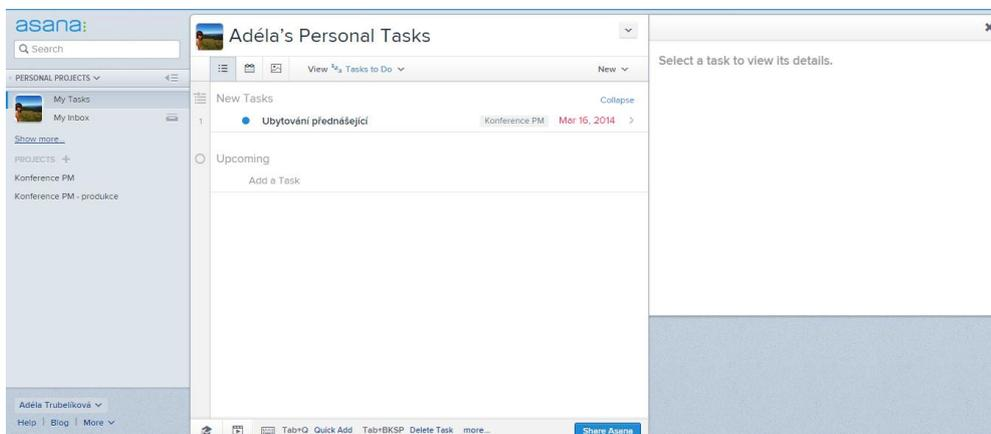 asana:
Search
PERSONAL PROJECTS
My Tasks
My Inbox
Show more...
PROJECTS +
Konference PM
Konference PM - produkce
Adéla Trubelíková
Help | Blog | More
Adéla's Personal Tasks
View Tasks to Do
New
New Tasks
Collapse
1 Ubytování přednášející Konference PM Mar 16, 2014
Upcoming
Add a Task
Tab+Q Quick Add Tab+BKSP Delete Task more...
Share Asana
Select a task to view its details.